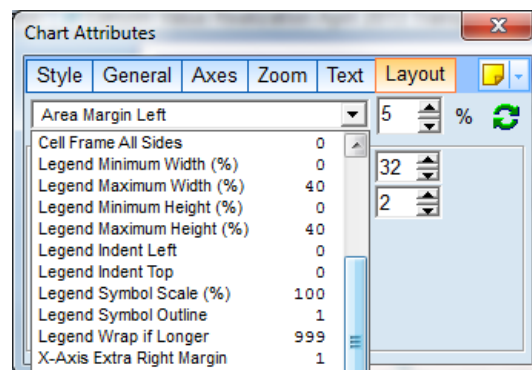 Chart Attributes
Style General Axes Zoom Text Layout
Area Margin Left 5 %
Cell Frame All Sides 0
Legend Minimum Width (%) 0
Legend Maximum Width (%) 40
Legend Minimum Height (%) 0
Legend Maximum Height (%) 40
Legend Indent Left 0
Legend Indent Top 0
Legend Symbol Scale (%) 100
Legend Symbol Outline 1
Legend Wrap if Longer 999
X-Axis Extra Right Margin 1
32
2